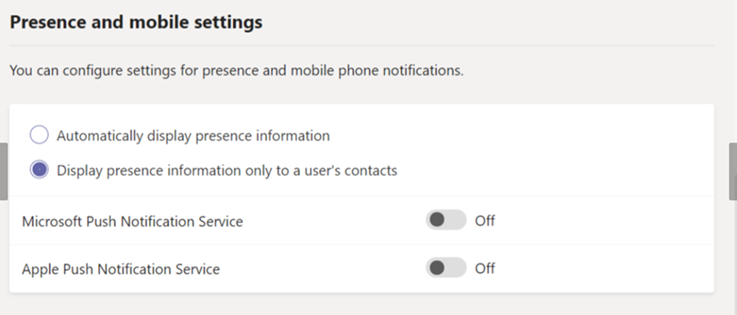 Presence and mobile settings
You can configure settings for presence and mobile phone notifications.
Automatically display presence information
Display presence information only to a user's contacts
Microsoft Push Notification Service Off
Apple Push Notification Service Off